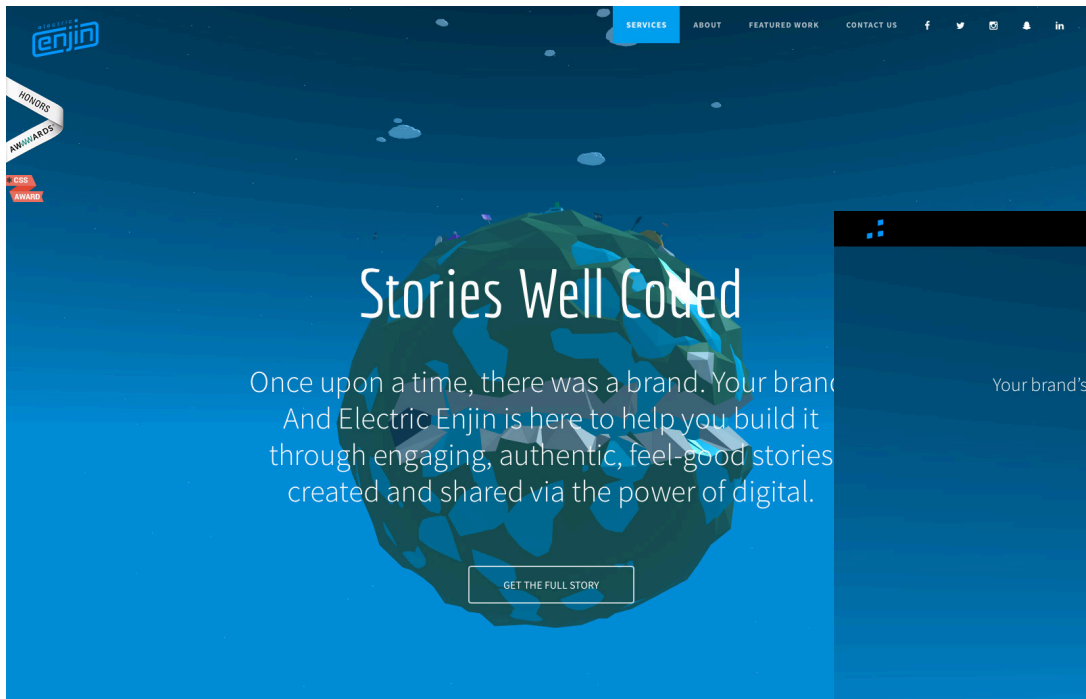 electric
enjin
SERVICES
ABOUT
FEATURED WORK
CONTACT US
HONORS
AWWWARDS
CSS
AWARD
Stories Well Coded
Once upon a time, there was a brand. Your brand
And Electric Enjin is here to help you build it
through engaging, authentic, feel-good stories
created and shared via the power of digital.
GET THE FULL STORY
Your brand's